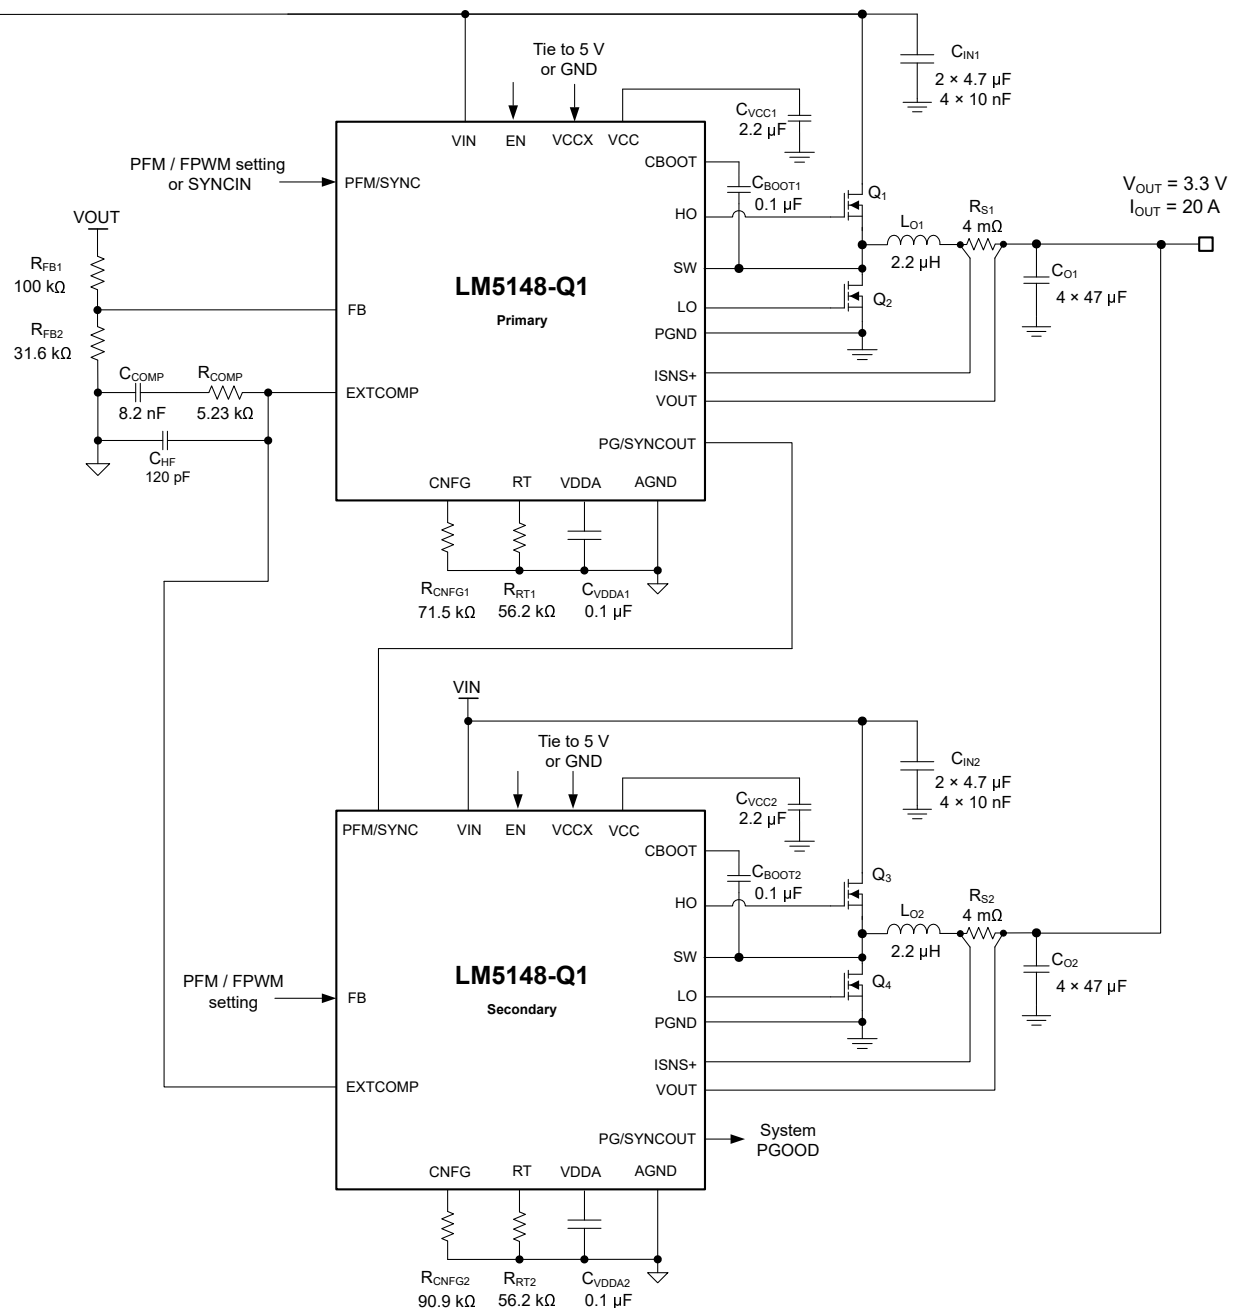 Tie to 5 V
or GND
C_IN1
2 × 4.7 µF
4 × 10 nF
C_VCC1
2.2 µF
VIN
EN
VCCX
VCC
PFM / FPWM setting
or SYNCIN
PFM/SYNC
CBOOT
C_BOOT1
0.1 µF
Q1
HO
V_OUT = 3.3 V
I_OUT = 20 A
VOUT
L_O1
2.2 µH
R_S1
4 mΩ
R_FB1
100 kΩ
SW
C_O1
4 × 47 µF
LM5148-Q1
Primary
FB
LO
Q2
PGND
R_FB2
31.6 kΩ
ISNS+
VOUT
C_COMP
8.2 nF
R_COMP
5.23 kΩ
EXTCOMP
C_HF
120 pF
PG/SYNCOUT
CNFG
RT
VDDA
AGND
R_CNFG1
71.5 kΩ
R_RT1
56.2 kΩ
C_VDDA1
0.1 µF
VIN
Tie to 5 V
or GND
C_IN2
2 × 4.7 µF
4 × 10 nF
C_VCC2
2.2 µF
PFM/SYNC
VIN
EN
VCCX
VCC
CBOOT
C_BOOT2
0.1 µF
Q3
HO
L_O2
2.2 µH
R_S2
4 mΩ
SW
C_O2
4 × 47 µF
LM5148-Q1
Secondary
PFM / FPWM
setting
FB
LO
Q4
PGND
ISNS+
EXTCOMP
VOUT
PG/SYNCOUT
System
PGOOD
CNFG
RT
VDDA
AGND
R_CNFG2
90.9 kΩ
R_RT2
56.2 kΩ
C_VDDA2
0.1 µF